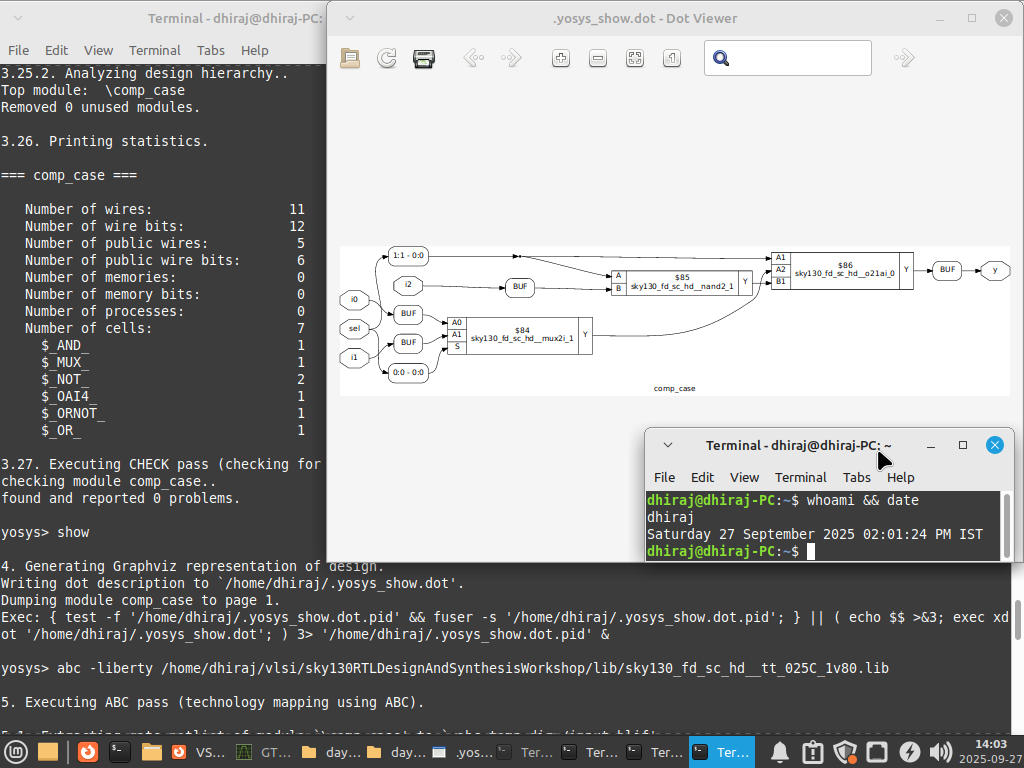 Terminal - dhiraj@dhiraj-PC:
File Edit View Terminal Tabs Help
3.25.2. Analyzing design hierarchy..
Top module:  \comp_case
Removed 0 unused modules.
3.26. Printing statistics.
=== comp_case ===
Number of wires: 11
Number of wire bits: 12
Number of public wires: 5
Number of public wire bits: 6
Number of memories: 0
Number of memory bits: 0
Number of processes: 0
Number of cells: 7
$_AND_ 1
$_MUX_ 1
$_NOT_ 2
$_OAI4_ 1
$_ORNOT_ 1
$_OR_ 1
3.27. Executing CHECK pass (checking for
checking module comp_case..
found and reported 0 problems.
yosys> show
4. Generating Graphviz representation of design.
Writing dot description to `/home/dhiraj/.yosys_show.dot'.
Dumping module comp_case to page 1.
Exec: { test -f '/home/dhiraj/.yosys_show.dot.pid' && fuser -s '/home/dhiraj/.yosys_show.dot.pid'; } || ( echo $$ >&3; exec xd
ot '/home/dhiraj/.yosys_show.dot'; ) 3> '/home/dhiraj/.yosys_show.dot.pid' &
yosys> abc -liberty /home/dhiraj/vlsi/sky130RTLDesignAndSynthesisWorkshop/lib/sky130_fd_sc_hd__tt_025C_1v80.lib
5. Executing ABC pass (technology mapping using ABC).
.yosys_show.dot - Dot Viewer
1:1 - 0:0
i2
BUF
i0
BUF
sel
BUF
i1
0:0 - 0:0
A0
A1
S
$84
sky130_fd_sc_hd__mux2i_1
Y
A
B
$85
sky130_fd_sc_hd__nand2_1
Y
A1
A2
B1
$86
sky130_fd_sc_hd__o21ai_0
Y
BUF
y
comp_case
Terminal - dhiraj@dhiraj-PC: ~
File Edit View Terminal Tabs Help
dhiraj@dhiraj-PC:~$ whoami && date
dhiraj
Saturday 27 September 2025 02:01:24 PM IST
dhiraj@dhiraj-PC:~$
VS... GT... day... day... .yos... Ter... Ter... Ter... Ter...
14:03
2025-09-27